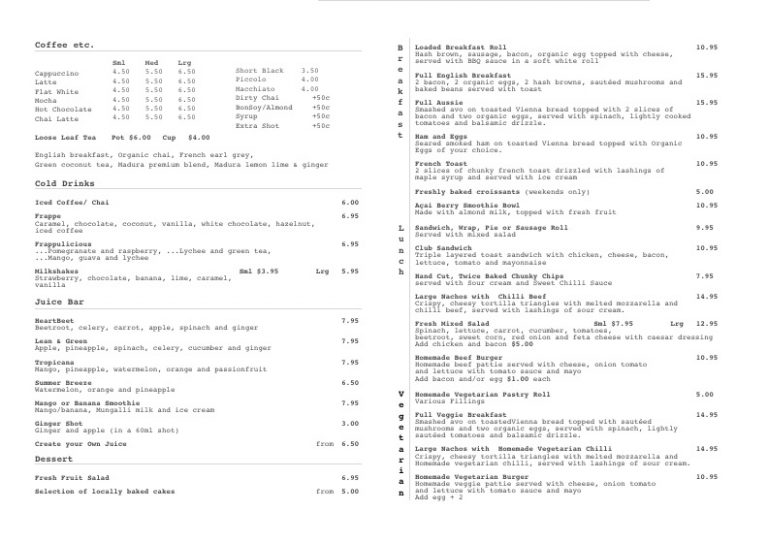 Coffee etc.
Sml Med Lrg
Cappuccino 4.50 5.50 6.50
Latte 4.50 5.50 6.50
Flat White 4.50 5.50 6.50
Mocha 4.50 5.50 6.50
Hot Chocolate 4.50 5.50 6.50
Chai Latte 4.50 5.50 6.50
Short Black 3.50
Piccolo 4.00
Macchiato 4.00
Dirty Chai +50c
BonSoy/Almond +50c
Syrup +50c
Extra Shot +50c
Loose Leaf Tea Pot $6.00 Cup $4.00
English breakfast, Organic chai, French earl grey,
Green coconut tea, Madura premium blend, Madura lemon lime & ginger
Cold Drinks
Iced Coffee/ Chai 6.00
Frappe 6.95
Caramel, chocolate, coconut, vanilla, white chocolate, hazelnut,
iced coffee
Frappulicious 6.95
...Pomegranate and raspberry, ...Lychee and green tea,
...Mango, guava and lychee
Milkshakes Sml $3.95 Lrg 5.95
Strawberry, chocolate, banana, lime, caramel,
vanilla
Juice Bar
HeartBeet 7.95
Beetroot, celery, carrot, apple, spinach and ginger
Lean & Green 7.95
Apple, pineapple, spinach, celery, cucumber and ginger
Tropicana 7.95
Mango, pineapple, watermelon, orange and passionfruit
Summer Breeze 6.50
Watermelon, orange and pineapple
Mango or Banana Smoothie 7.95
Mango/banana, Mungalli milk and ice cream
Ginger Shot 3.00
Ginger and apple (in a 60ml shot)
Create your Own Juice from 6.50
Dessert
Fresh Fruit Salad 6.95
Selection of locally baked cakes from 5.00
Breakfast
Loaded Breakfast Roll 10.95
Hash brown, sausage, bacon, organic egg topped with cheese,
served with BBQ sauce in a soft white roll
Full English Breakfast 15.95
2 bacon, 2 organic eggs, 2 hash browns, sautéed mushrooms and
baked beans served with toast
Full Aussie 15.95
Smashed avo on toasted Vienna bread topped with 2 slices of
bacon and two organic eggs, served with spinach, lightly cooked
tomatoes and balsamic drizzle.
Ham and Eggs 10.95
Seared smoked ham on toasted Vienna bread topped with Organic
Eggs of your choice.
French Toast 10.95
2 slices of chunky french toast drizzled with lashings of
maple syrup and served with ice cream
Freshly baked croissants (weekends only) 5.00
Açai Berry Smoothie Bowl 10.95
Made with almond milk, topped with fresh fruit
Lunch
Sandwich, Wrap, Pie or Sausage Roll 9.95
Served with mixed salad
Club Sandwich 10.95
Triple layered toast sandwich with chicken, cheese, bacon,
lettuce, tomato and mayonnaise
Hand Cut, Twice Baked Chunky Chips 7.95
served with Sour cream and Sweet Chilli Sauce
Large Nachos with Chilli Beef 14.95
Crispy, cheesy tortilla triangles with melted mozzarella and
chilli beef, served with lashings of sour cream.
Fresh Mixed Salad Sml $7.95 Lrg 12.95
Spinach, lettuce, carrot, cucumber, tomatoes,
beetroot, sweet corn, red onion and feta cheese with caesar dressing
Add chicken and bacon $5.00
Homemade Beef Burger 10.95
Homemade beef pattie served with cheese, onion tomato
and lettuce with tomato sauce and mayo
Add bacon and/or egg $1.00 each
Vegetarian
Homemade Vegetarian Pastry Roll 5.00
Various Fillings
Full Veggie Breakfast 14.95
Smashed avo on toastedVienna bread topped with sautéed
mushrooms and two organic eggs, served with spinach, lightly
sautéed tomatoes and balsamic drizzle.
Large Nachos with Homemade Vegetarian Chilli 14.95
Crispy, cheesy tortilla triangles with melted mozzarella and
Homemade vegetarian chilli, served with lashings of sour cream.
Homemade Vegetarian Burger 10.95
Homemade veggie pattie served with cheese, onion tomato
and lettuce with tomato sauce and mayo
Add egg + 2